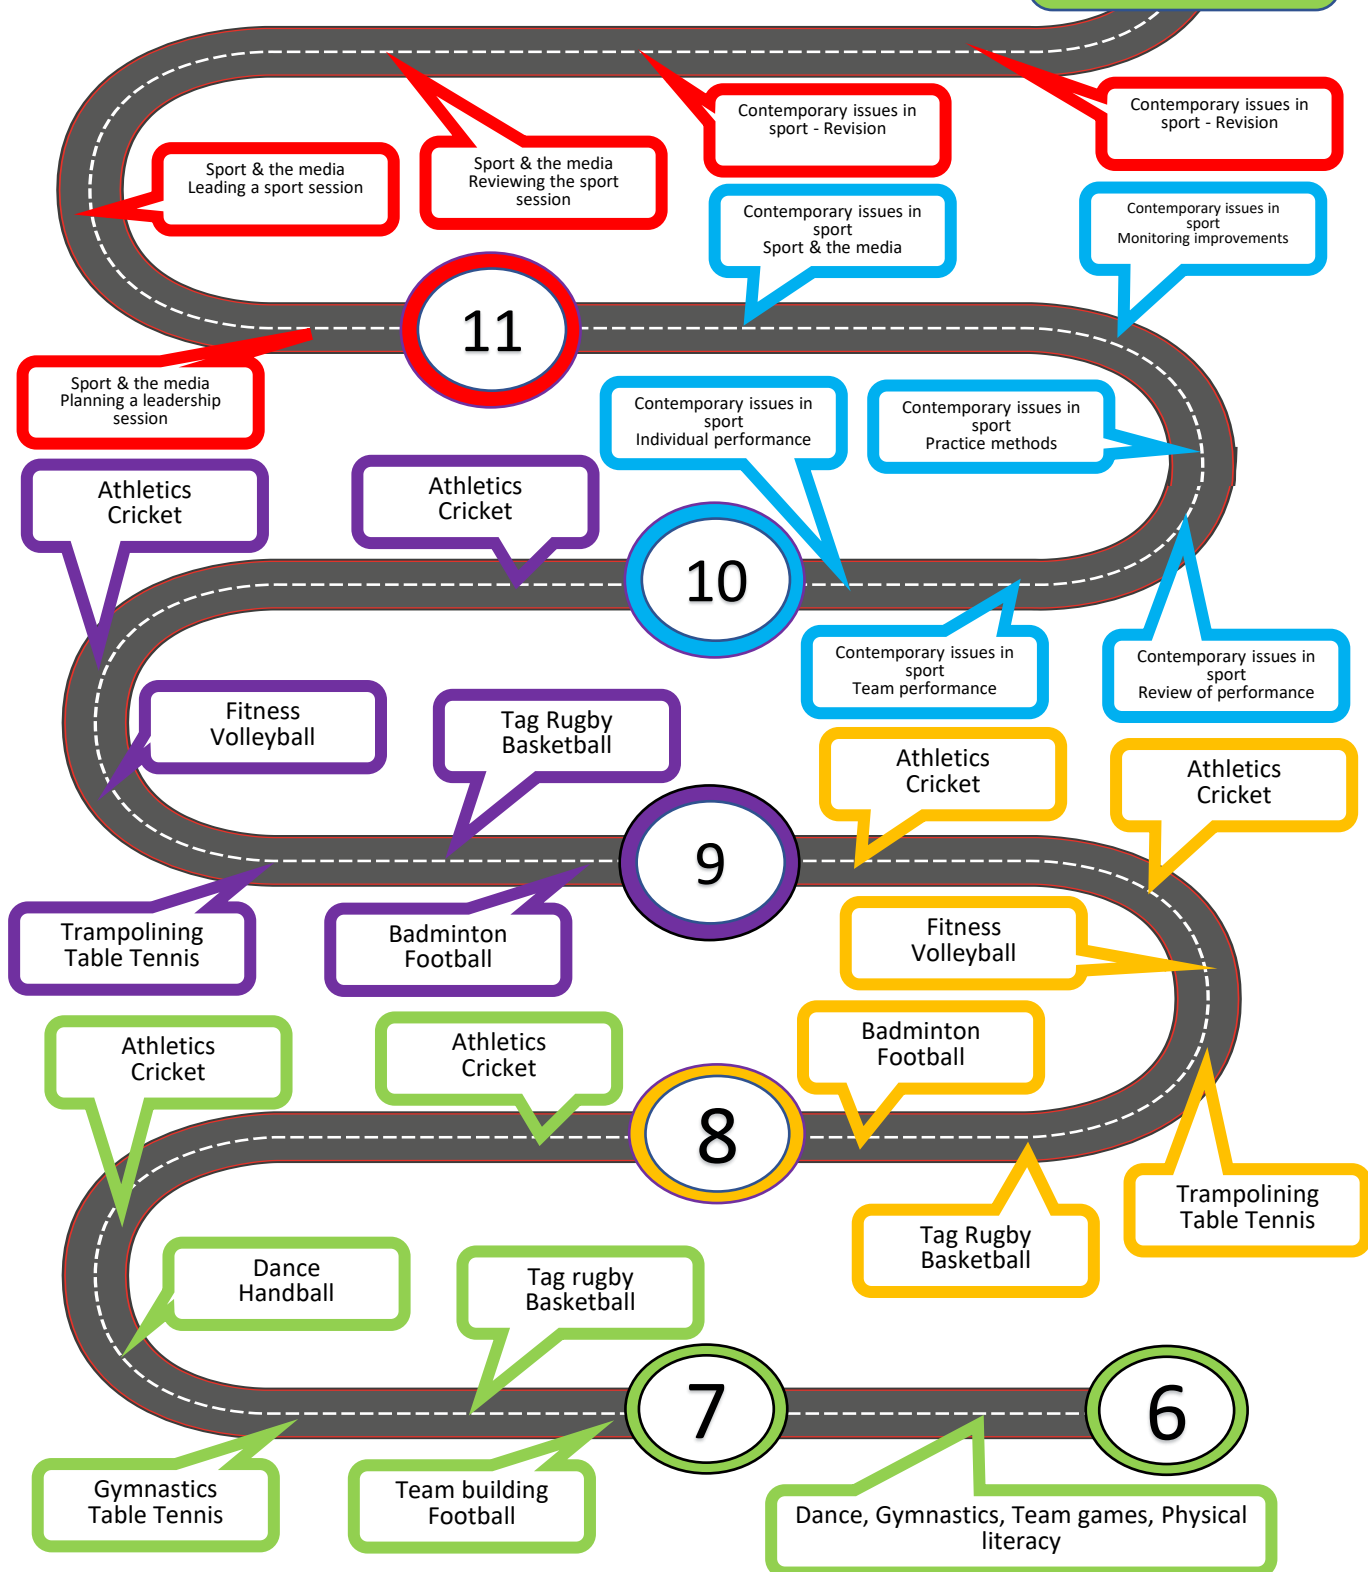 Contemporary issues in
sport - Revision
Contemporary issues in
sport - Revision
Sport & the media
Leading a sport session
Sport & the media
Reviewing the sport
session
Contemporary issues in
sport
Sport & the media
Contemporary issues in
sport
Monitoring improvements
11
Sport & the media
Planning a leadership
session
Contemporary issues in
sport
Individual performance
Contemporary issues in
sport
Practice methods
Athletics
Cricket
Athletics
Cricket
10
Contemporary issues in
sport
Team performance
Contemporary issues in
sport
Review of performance
Fitness
Volleyball
Tag Rugby
Basketball
Athletics
Cricket
Athletics
Cricket
9
Trampolining
Table Tennis
Badminton
Football
Fitness
Volleyball
Athletics
Cricket
Athletics
Cricket
Badminton
Football
8
Tag Rugby
Basketball
Trampolining
Table Tennis
Dance
Handball
Tag rugby
Basketball
7
6
Gymnastics
Table Tennis
Team building
Football
Dance, Gymnastics, Team games, Physical
literacy